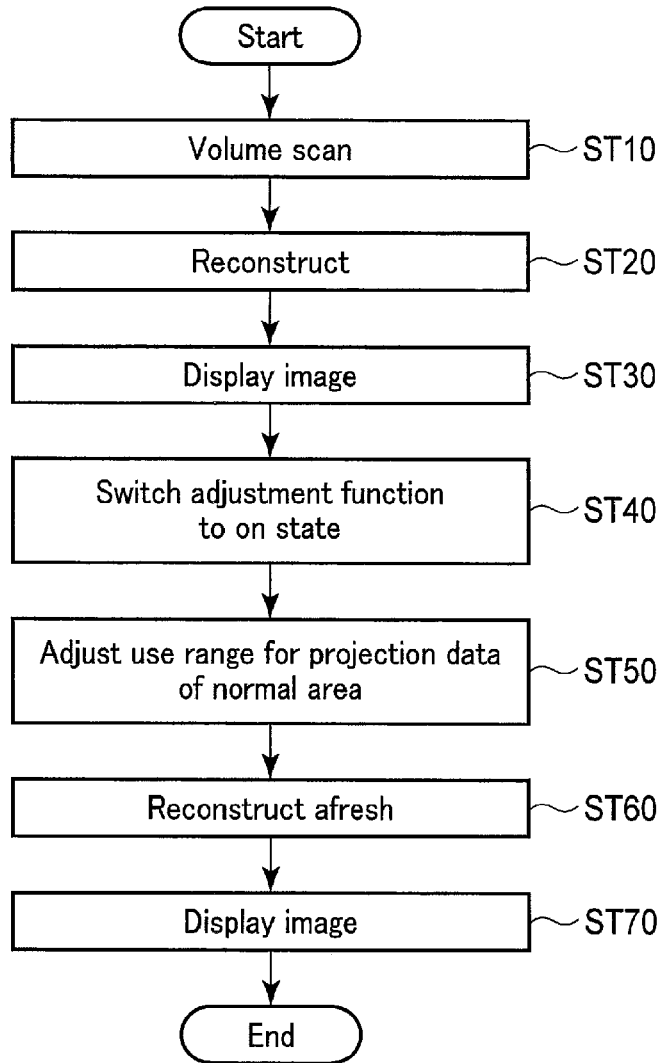 Start
Volume scan
ST10
Reconstruct
ST20
Display image
ST30
Switch adjustment function
to on state
ST40
Adjust use range for projection data
of normal area
ST50
Reconstruct afresh
ST60
Display image
ST70
End